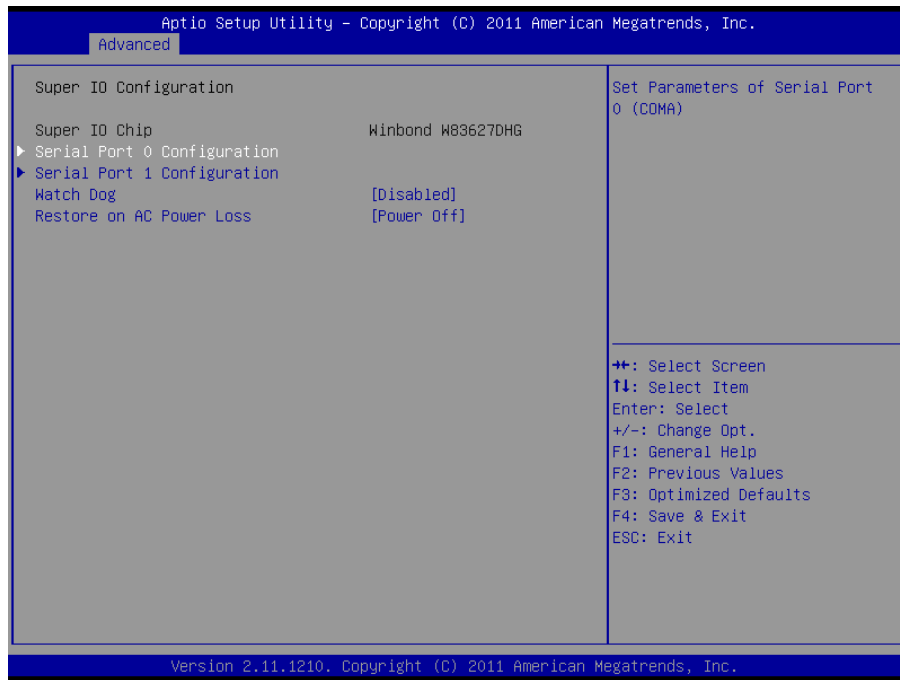 Aptio Setup Utility – Copyright (C) 2011 American Megatrends, Inc.
Advanced
Super IO Configuration
Super IO Chip Winbond W83627DHG
Serial Port 0 Configuration
Serial Port 1 Configuration
Watch Dog [Disabled]
Restore on AC Power Loss [Power Off]
Set Parameters of Serial Port
0 (COMA)
→←: Select Screen
↑↓: Select Item
Enter: Select
+/-: Change Opt.
F1: General Help
F2: Previous Values
F3: Optimized Defaults
F4: Save & Exit
ESC: Exit
Version 2.11.1210. Copyright (C) 2011 American Megatrends, Inc.